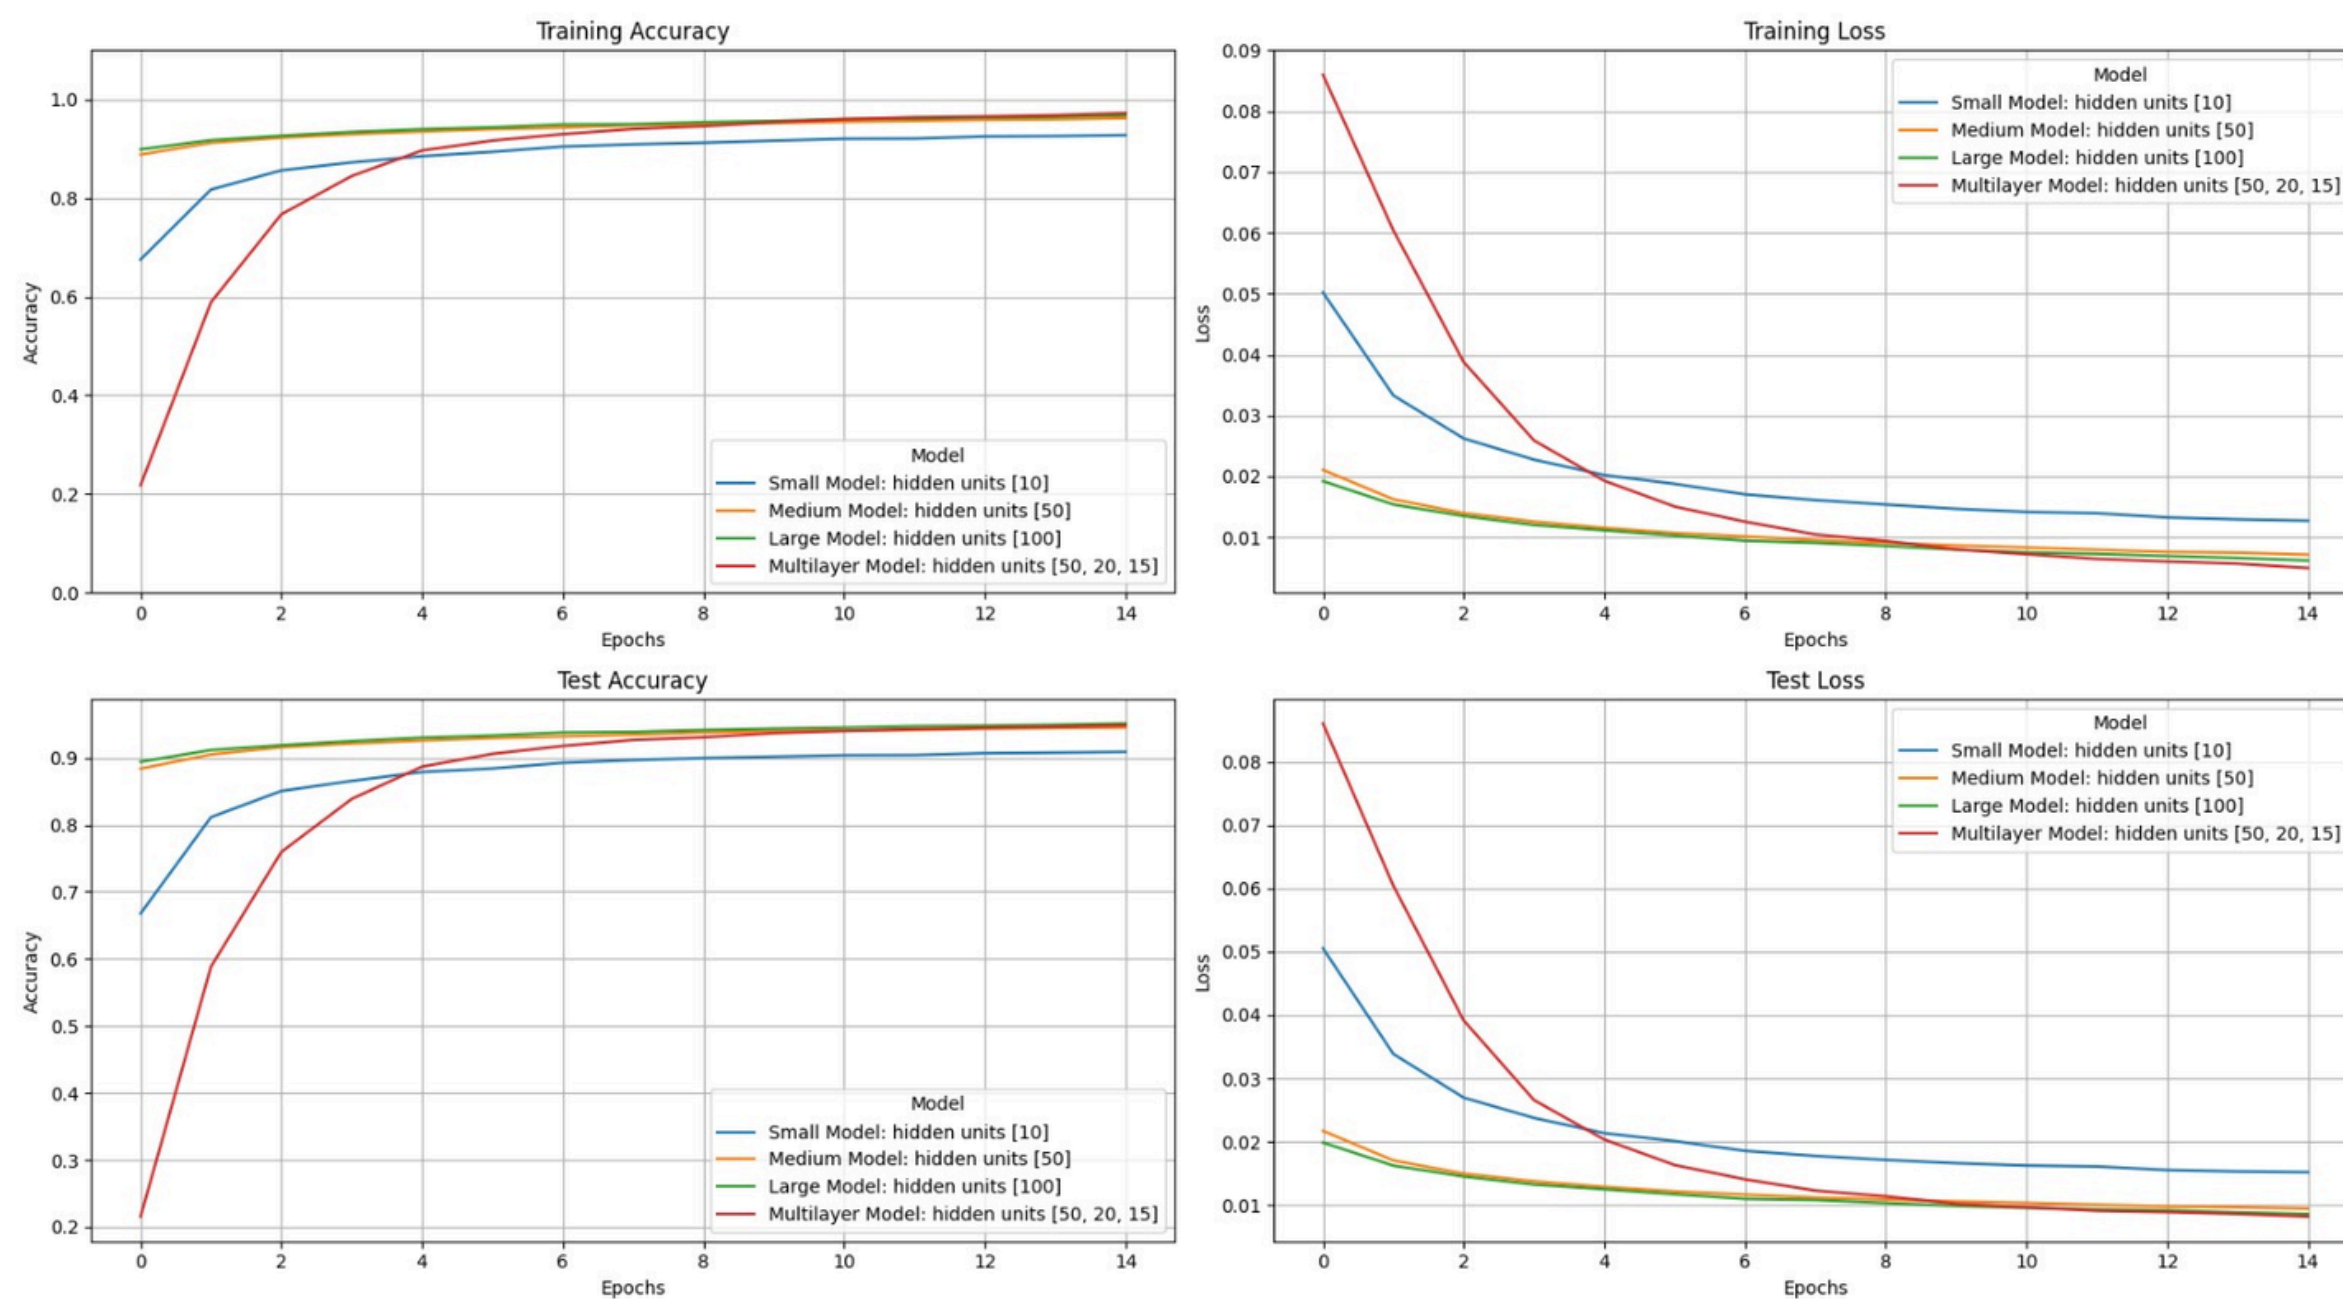 Training Accuracy
Accuracy
1.0
0.8
0.6
0.4
0.2
0.0
0 2 4 6 8 10 12 14
Epochs
Model
Small Model: hidden units [10]
Medium Model: hidden units [50]
Large Model: hidden units [100]
Multilayer Model: hidden units [50, 20, 15]
Training Loss
Loss
0.09
0.08
0.07
0.06
0.05
0.04
0.03
0.02
0.01
0 2 4 6 8 10 12 14
Epochs
Model
Small Model: hidden units [10]
Medium Model: hidden units [50]
Large Model: hidden units [100]
Multilayer Model: hidden units [50, 20, 15]
Test Accuracy
Accuracy
0.9
0.8
0.7
0.6
0.5
0.4
0.3
0.2
0 2 4 6 8 10 12 14
Epochs
Model
Small Model: hidden units [10]
Medium Model: hidden units [50]
Large Model: hidden units [100]
Multilayer Model: hidden units [50, 20, 15]
Test Loss
Loss
0.08
0.07
0.06
0.05
0.04
0.03
0.02
0.01
0 2 4 6 8 10 12 14
Epochs
Model
Small Model: hidden units [10]
Medium Model: hidden units [50]
Large Model: hidden units [100]
Multilayer Model: hidden units [50, 20, 15]